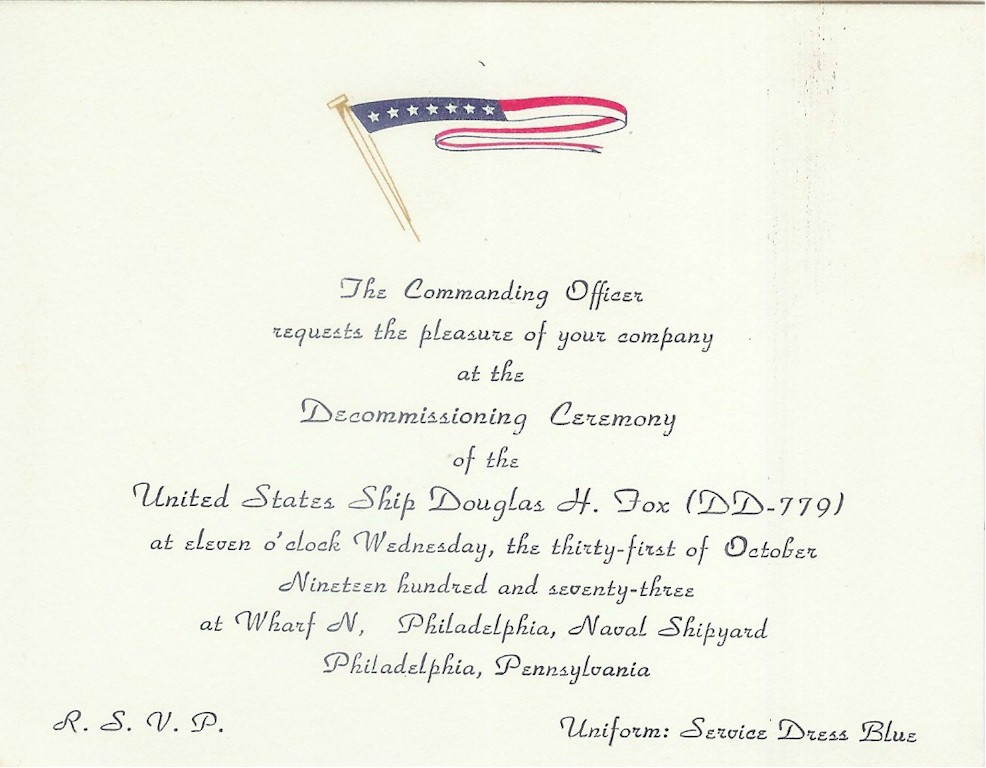 The Commanding Officer
requests the pleasure of your company
at the
Decommissioning Ceremony
of the
United States Ship Douglas H. Fox (DD-779)
at eleven o'clock Wednesday, the thirty-first of October
Nineteen hundred and seventy-three
at Wharf N, Philadelphia, Naval Shipyard
Philadelphia, Pennsylvania
R. S. V. P.
Uniform: Service Dress Blue